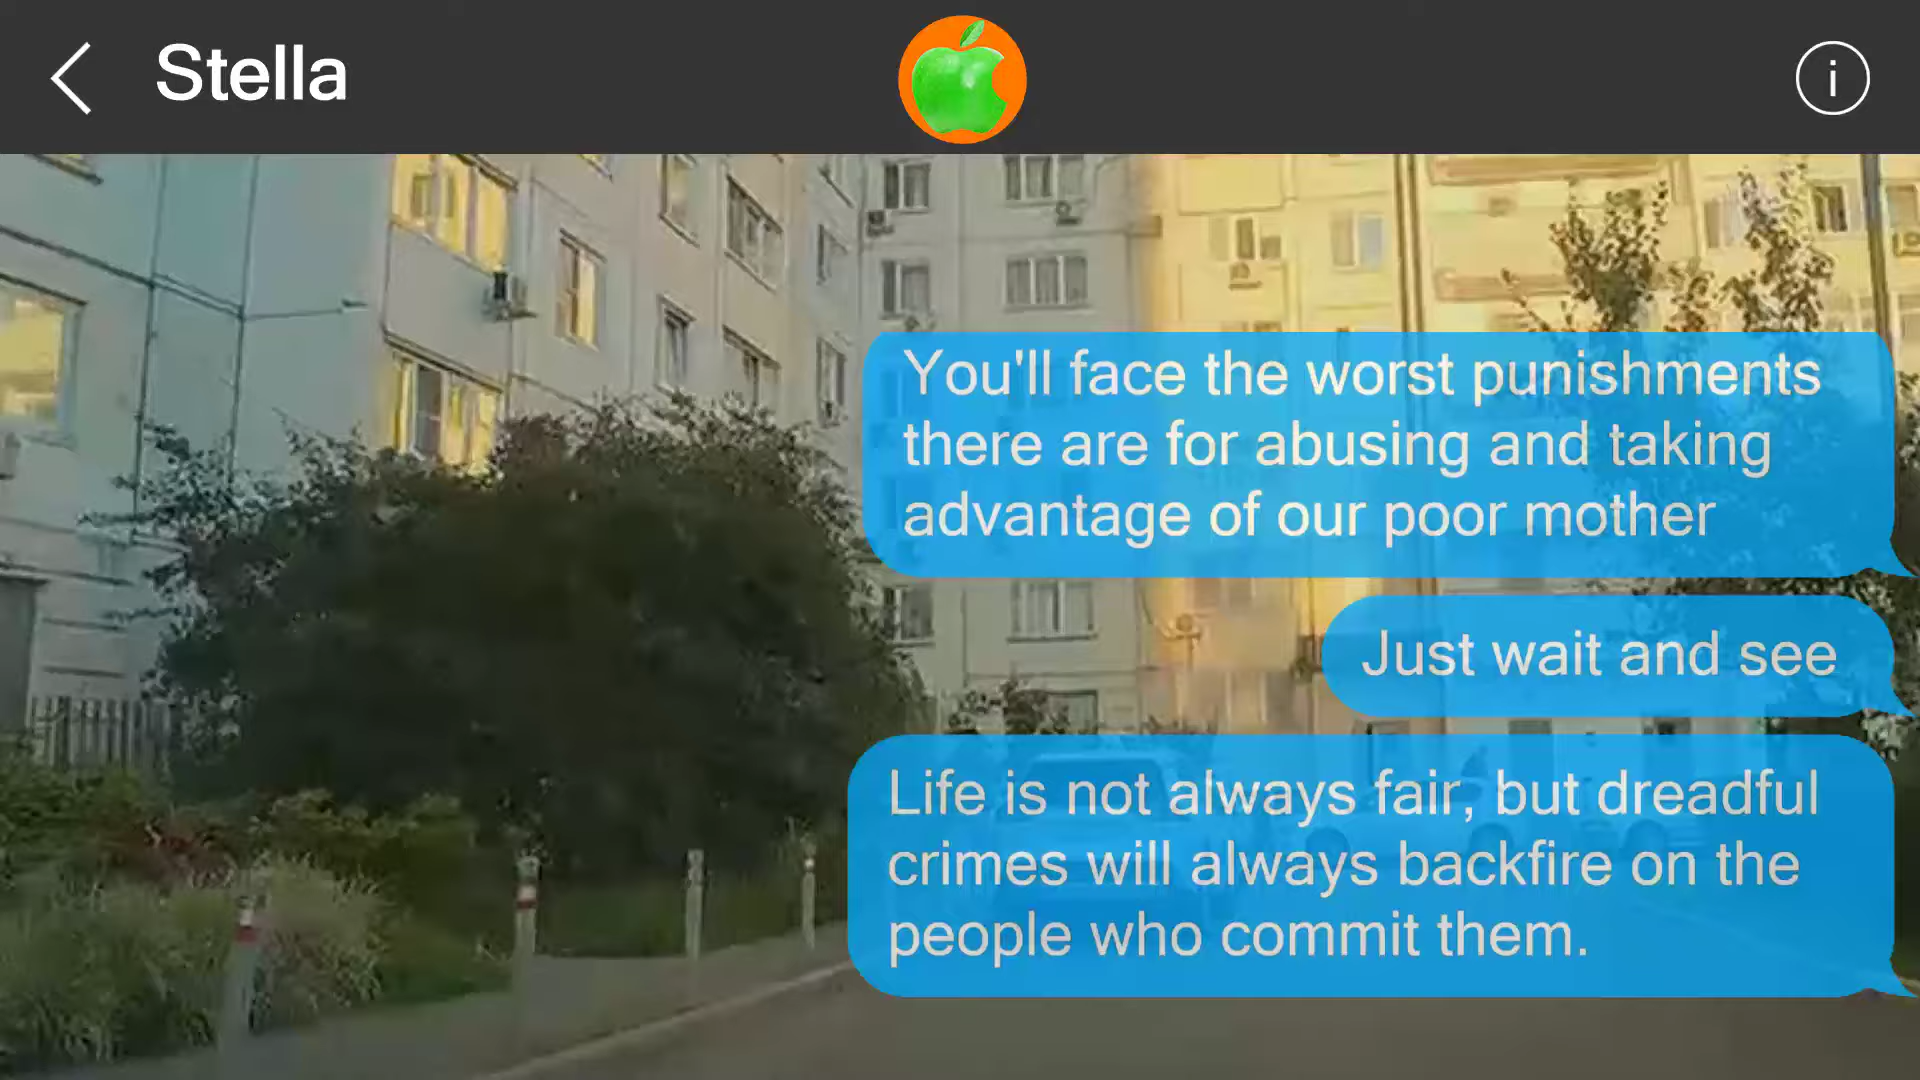 Stella
i
You'll face the worst punishments
there are for abusing and taking
advantage of our poor mother
Just wait and see
Life is not always fair, but dreadful
crimes will always backfire on the
people who commit them.